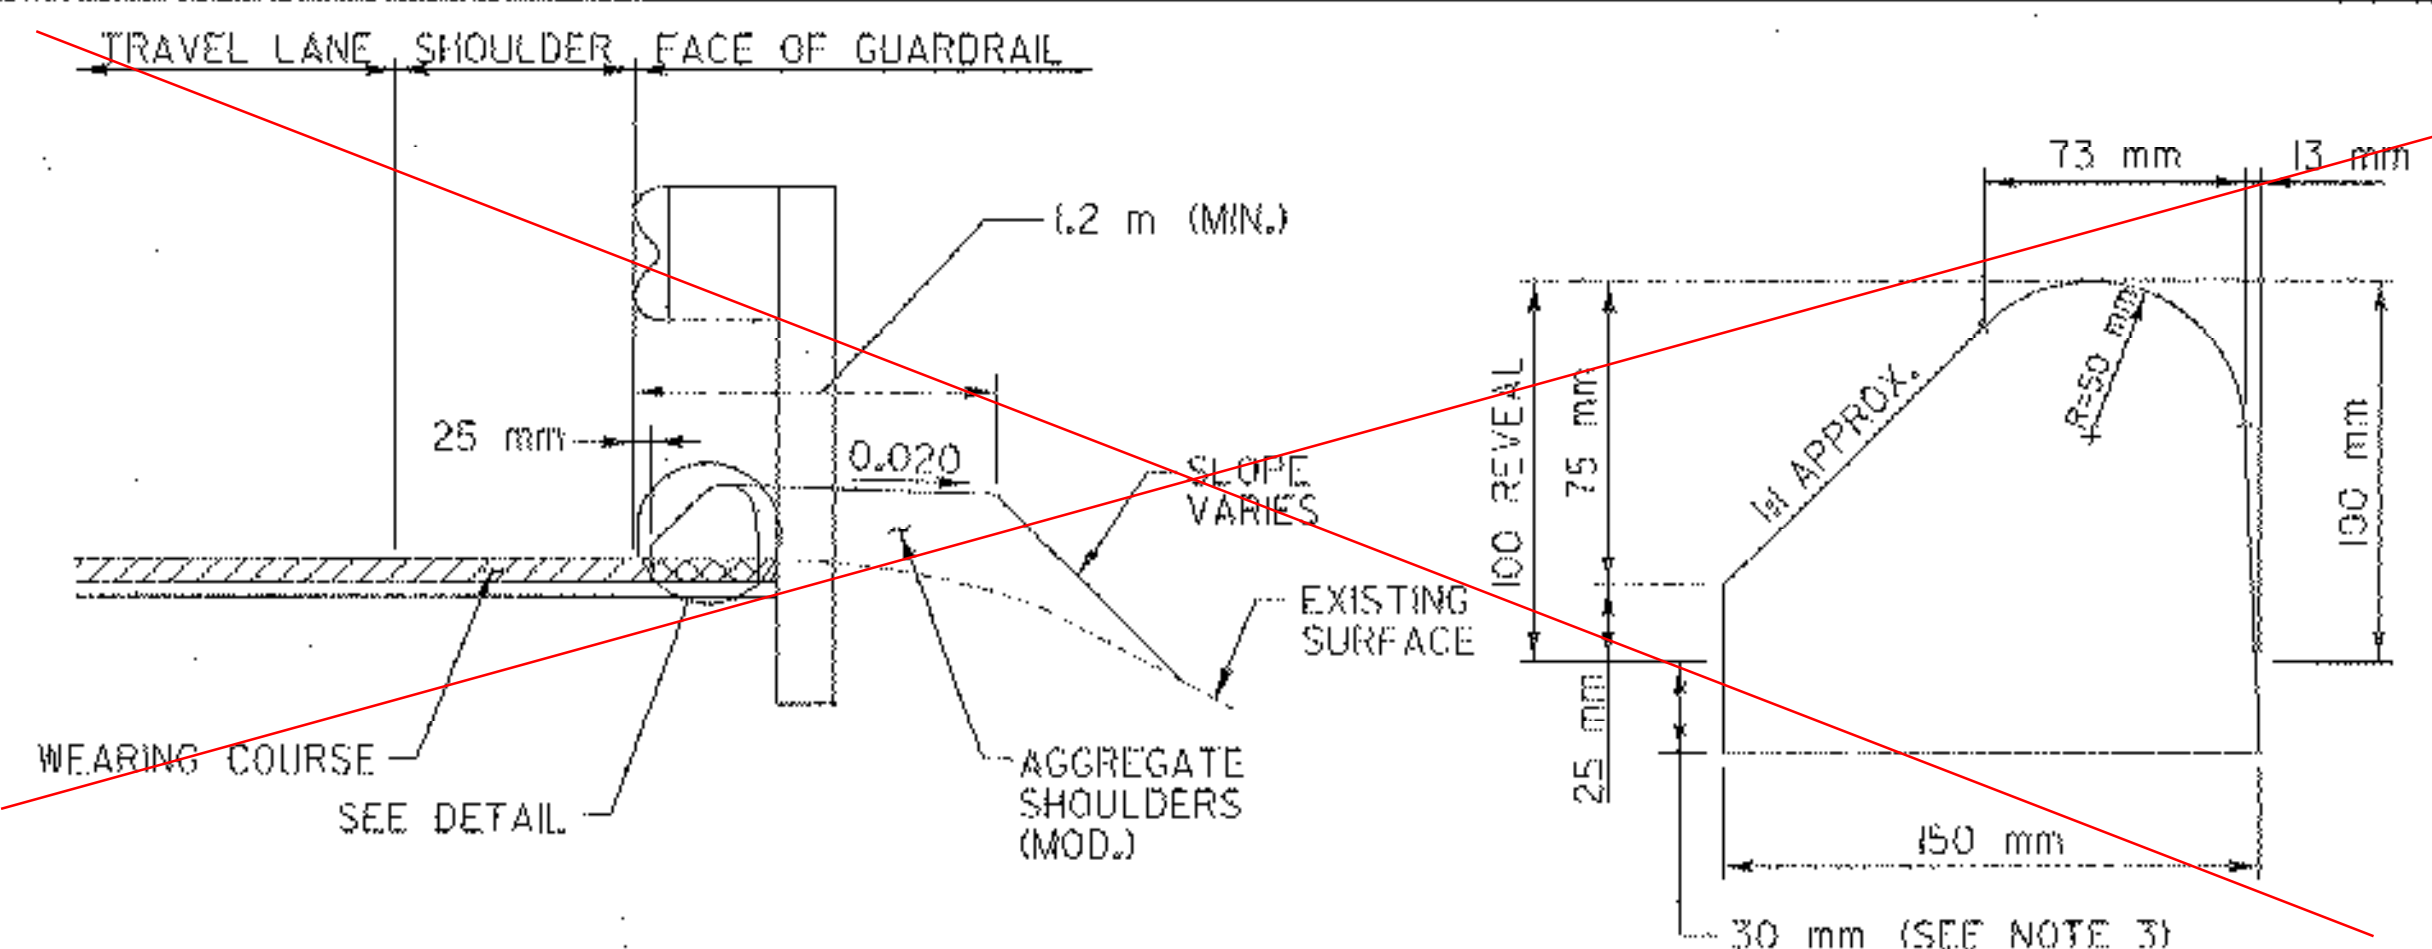 TRAVEL LANE
SHOULDER
FACE OF GUARDRAIL
1.2 m (MIN.)
25 mm
0.020
SLOPE
VARIES
EXISTING
SURFACE
WEARING COURSE
SEE DETAIL
AGGREGATE
SHOULDERS
(MOD.)
73 mm
13 mm
R=50 mm
1:1 APPROX.
100 REVEAL
75 mm
100 mm
25 mm
150 mm
30 mm (SEE NOTE 3)